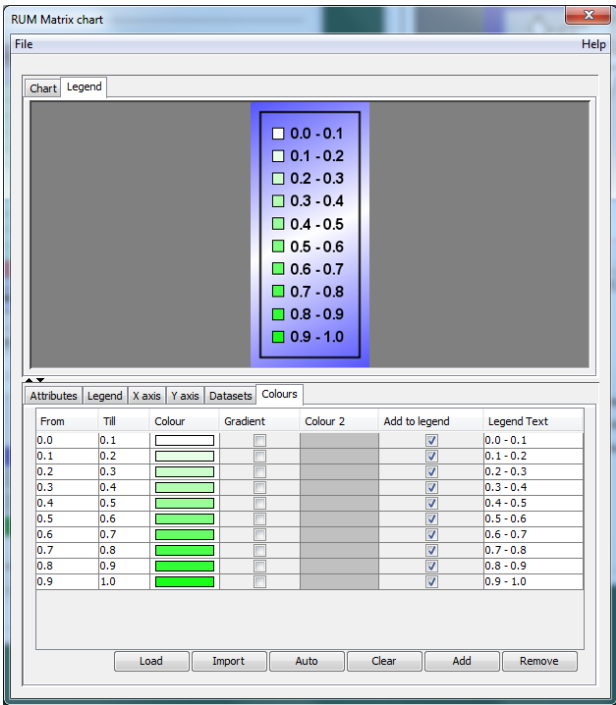 RUM Matrix chart
File Help
Chart Legend
0.0 - 0.1
0.1 - 0.2
0.2 - 0.3
0.3 - 0.4
0.4 - 0.5
0.5 - 0.6
0.6 - 0.7
0.7 - 0.8
0.8 - 0.9
0.9 - 1.0
Attributes Legend X axis Y axis Datasets Colours
From Till Colour Gradient Colour 2 Add to legend Legend Text
0.0 0.1 0.0 - 0.1
0.1 0.2 0.1 - 0.2
0.2 0.3 0.2 - 0.3
0.3 0.4 0.3 - 0.4
0.4 0.5 0.4 - 0.5
0.5 0.6 0.5 - 0.6
0.6 0.7 0.6 - 0.7
0.7 0.8 0.7 - 0.8
0.8 0.9 0.8 - 0.9
0.9 1.0 0.9 - 1.0
Load Import Auto Clear Add Remove